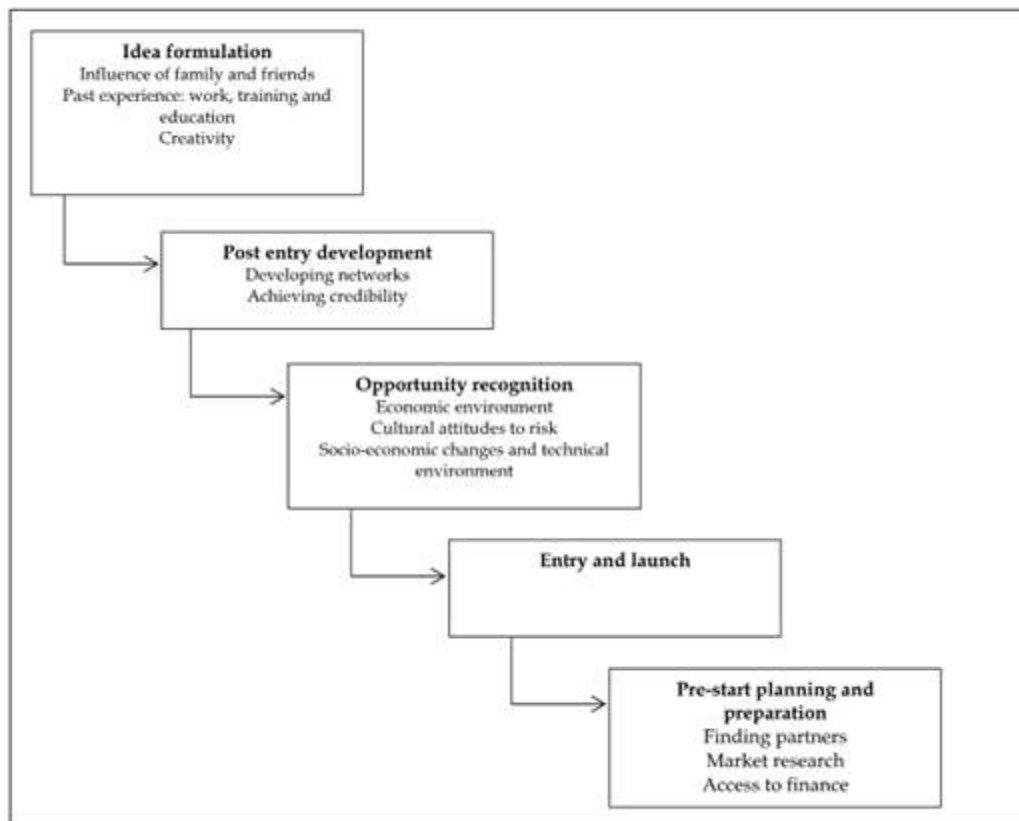 Idea formulation
Influence of family and friends
Past experience: work, training and
education
Creativity
Post entry development
Developing networks
Achieving credibility
Opportunity recognition
Economic environment
Cultural attitudes to risk
Socio-economic changes and technical
environment
Entry and launch
Pre-start planning and
preparation
Finding partners
Market research
Access to finance